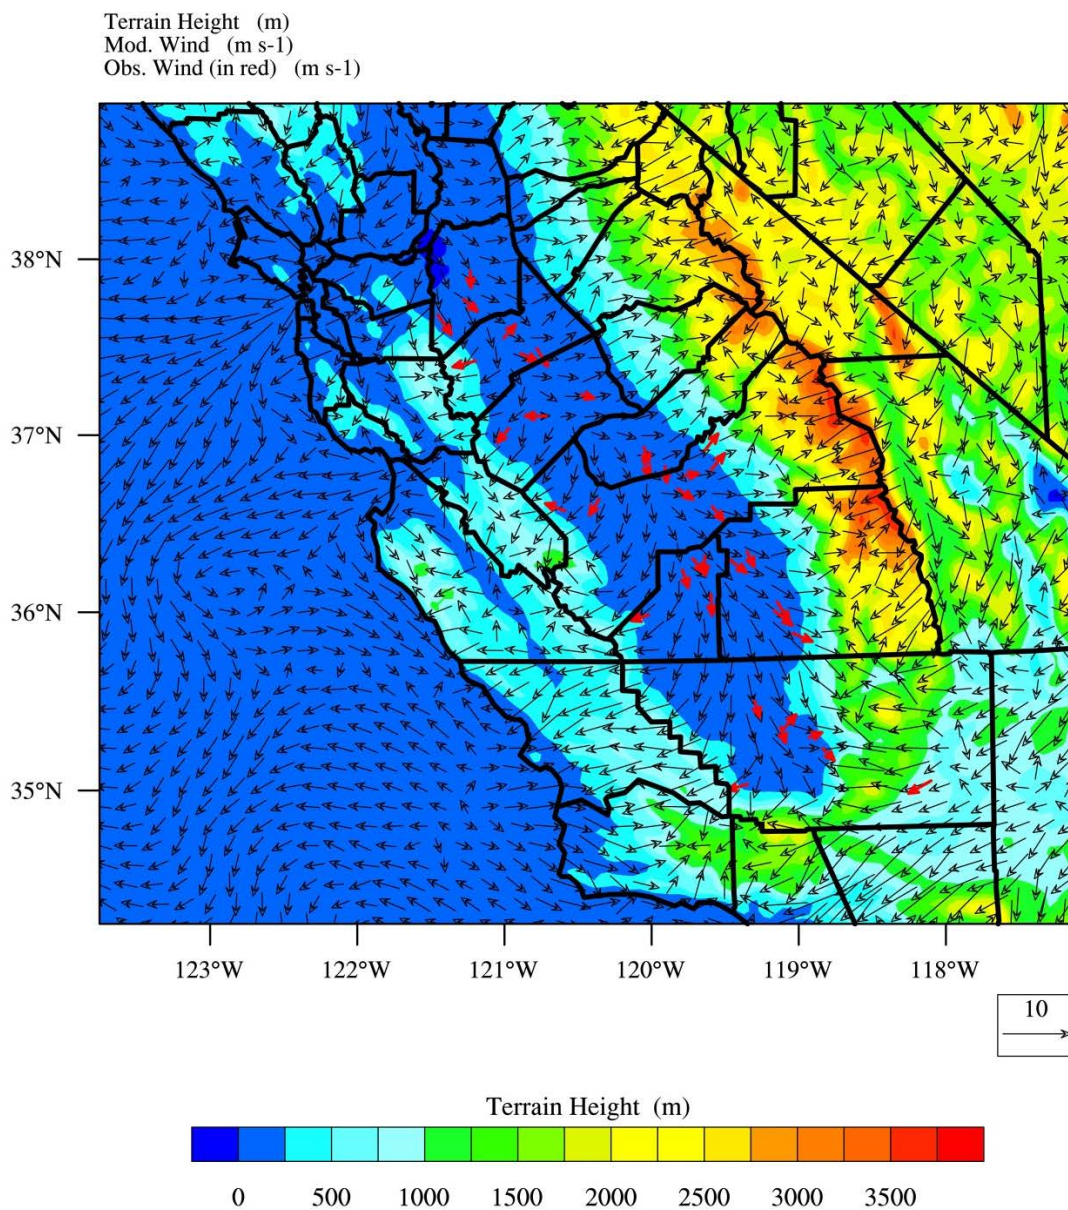 Terrain Height (m)
Mod. Wind (m s-1)
Obs. Wind (in red) (m s-1)
38°N
37°N
36°N
35°N
123°W 122°W 121°W 120°W 119°W 118°W
10
Terrain Height (m)
0 500 1000 1500 2000 2500 3000 3500